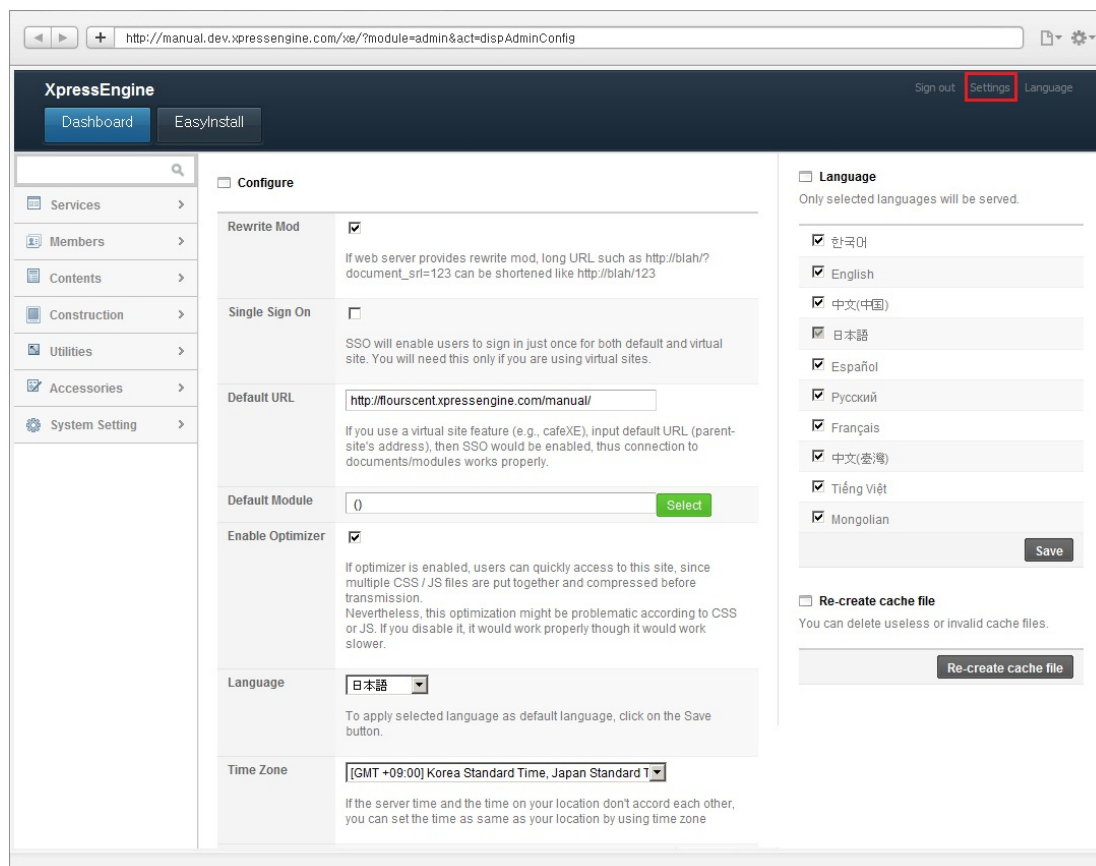 http://manual.dev.xpressengine.com/xe/?module=admin&act=dispAdminConfig
XpressEngine
Sign out Settings Language
Dashboard EasyInstall
Services
Members
Contents
Construction
Utilities
Accessories
System Setting
Configure
Rewrite Mod
If web server provides rewrite mod, long URL such as http://blah/?
document_srl=123 can be shortened like http://blah/123
Single Sign On
SSO will enable users to sign in just once for both default and virtual
site. You will need this only if you are using virtual sites.
Default URL
http://flourscent.xpressengine.com/manual/
If you use a virtual site feature (e.g., cafeXE), input default URL (parent-
site's address), then SSO would be enabled, thus connection to
documents/modules works properly.
Default Module
() Select
Enable Optimizer
If optimizer is enabled, users can quickly access to this site, since
multiple CSS / JS files are put together and compressed before
transmission.
Nevertheless, this optimization might be problematic according to CSS
or JS. If you disable it, it would work properly though it would work
slower.
Language
日本語
To apply selected language as default language, click on the Save
button.
Time Zone
[GMT +09:00] Korea Standard Time, Japan Standard T
If the server time and the time on your location don't accord each other,
you can set the time as same as your location by using time zone
Language
Only selected languages will be served.
한국어
English
中文(中国)
日本語
Español
Русский
Français
中文(臺灣)
Tiếng Việt
Mongolian
Save
Re-create cache file
You can delete useless or invalid cache files.
Re-create cache file